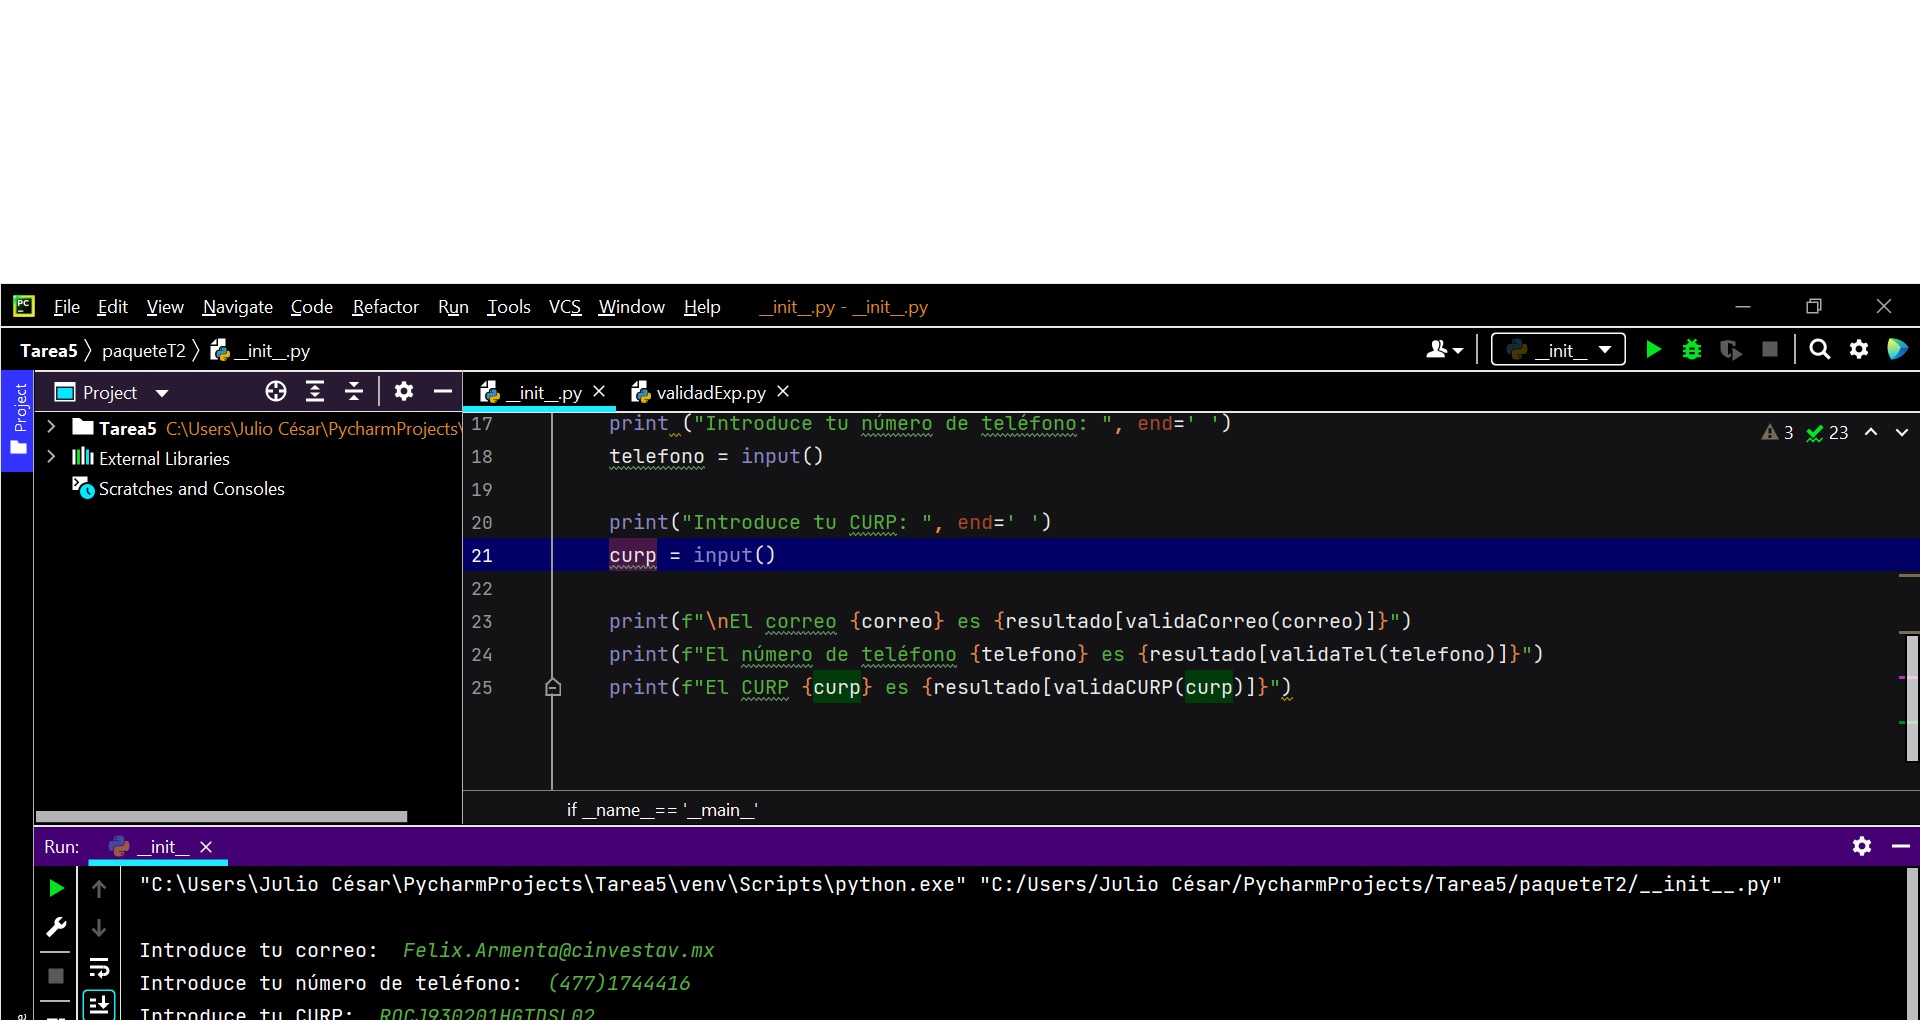 PC File Edit View Navigate Code Refactor Run Tools VCS Window Help __init__.py - __init__.py
Tarea5 paqueteT2 __init__.py __init__
Project
Project __init__.py validadExp.py
Tarea5 C:\Users\Julio César\PycharmProjects\
External Libraries
Scratches and Consoles
3 23
17 print ("Introduce tu número de teléfono: ", end=' ')
18 telefono = input()
19
20 print("Introduce tu CURP: ", end=' ')
21 curp = input()
22
23 print(f"\nEl correo {correo} es {resultado[validaCorreo(correo)]}")
24 print(f"El número de teléfono {telefono} es {resultado[validaTel(telefono)]}")
25 print(f"El CURP {curp} es {resultado[validaCURP(curp)]}")
if __name__== '__main__'
Run: __init__
"C:\Users\Julio César\PycharmProjects\Tarea5\venv\Scripts\python.exe" "C:/Users/Julio César/PycharmProjects/Tarea5/paqueteT2/__init__.py"
Introduce tu correo: Felix.Armenta@cinvestav.mx
Introduce tu número de teléfono: (477)1744416
Introduce tu CURP: